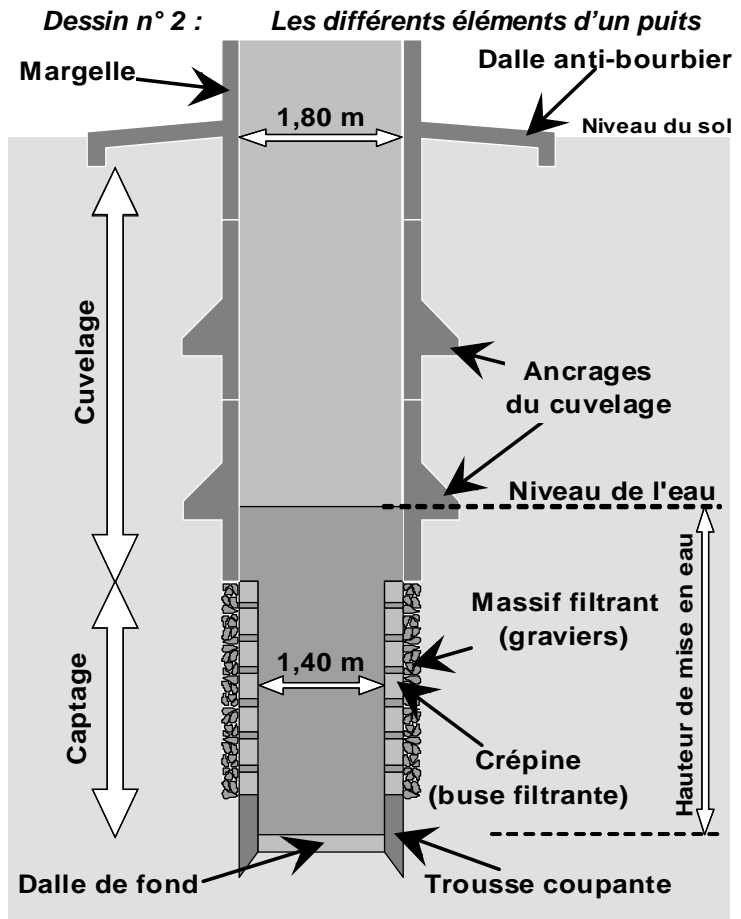 Dessin n° 2 : Les différents éléments d'un puits
Margelle
Dalle anti-bourbier
1,80 m
Niveau du sol
Cuvelage
Ancrages
du cuvelage
Niveau de l'eau
Hauteur de mise en eau
Massif filtrant
(graviers)
1,40 m
Captage
Crépine
(buse filtrante)
Dalle de fond
Trousse coupante